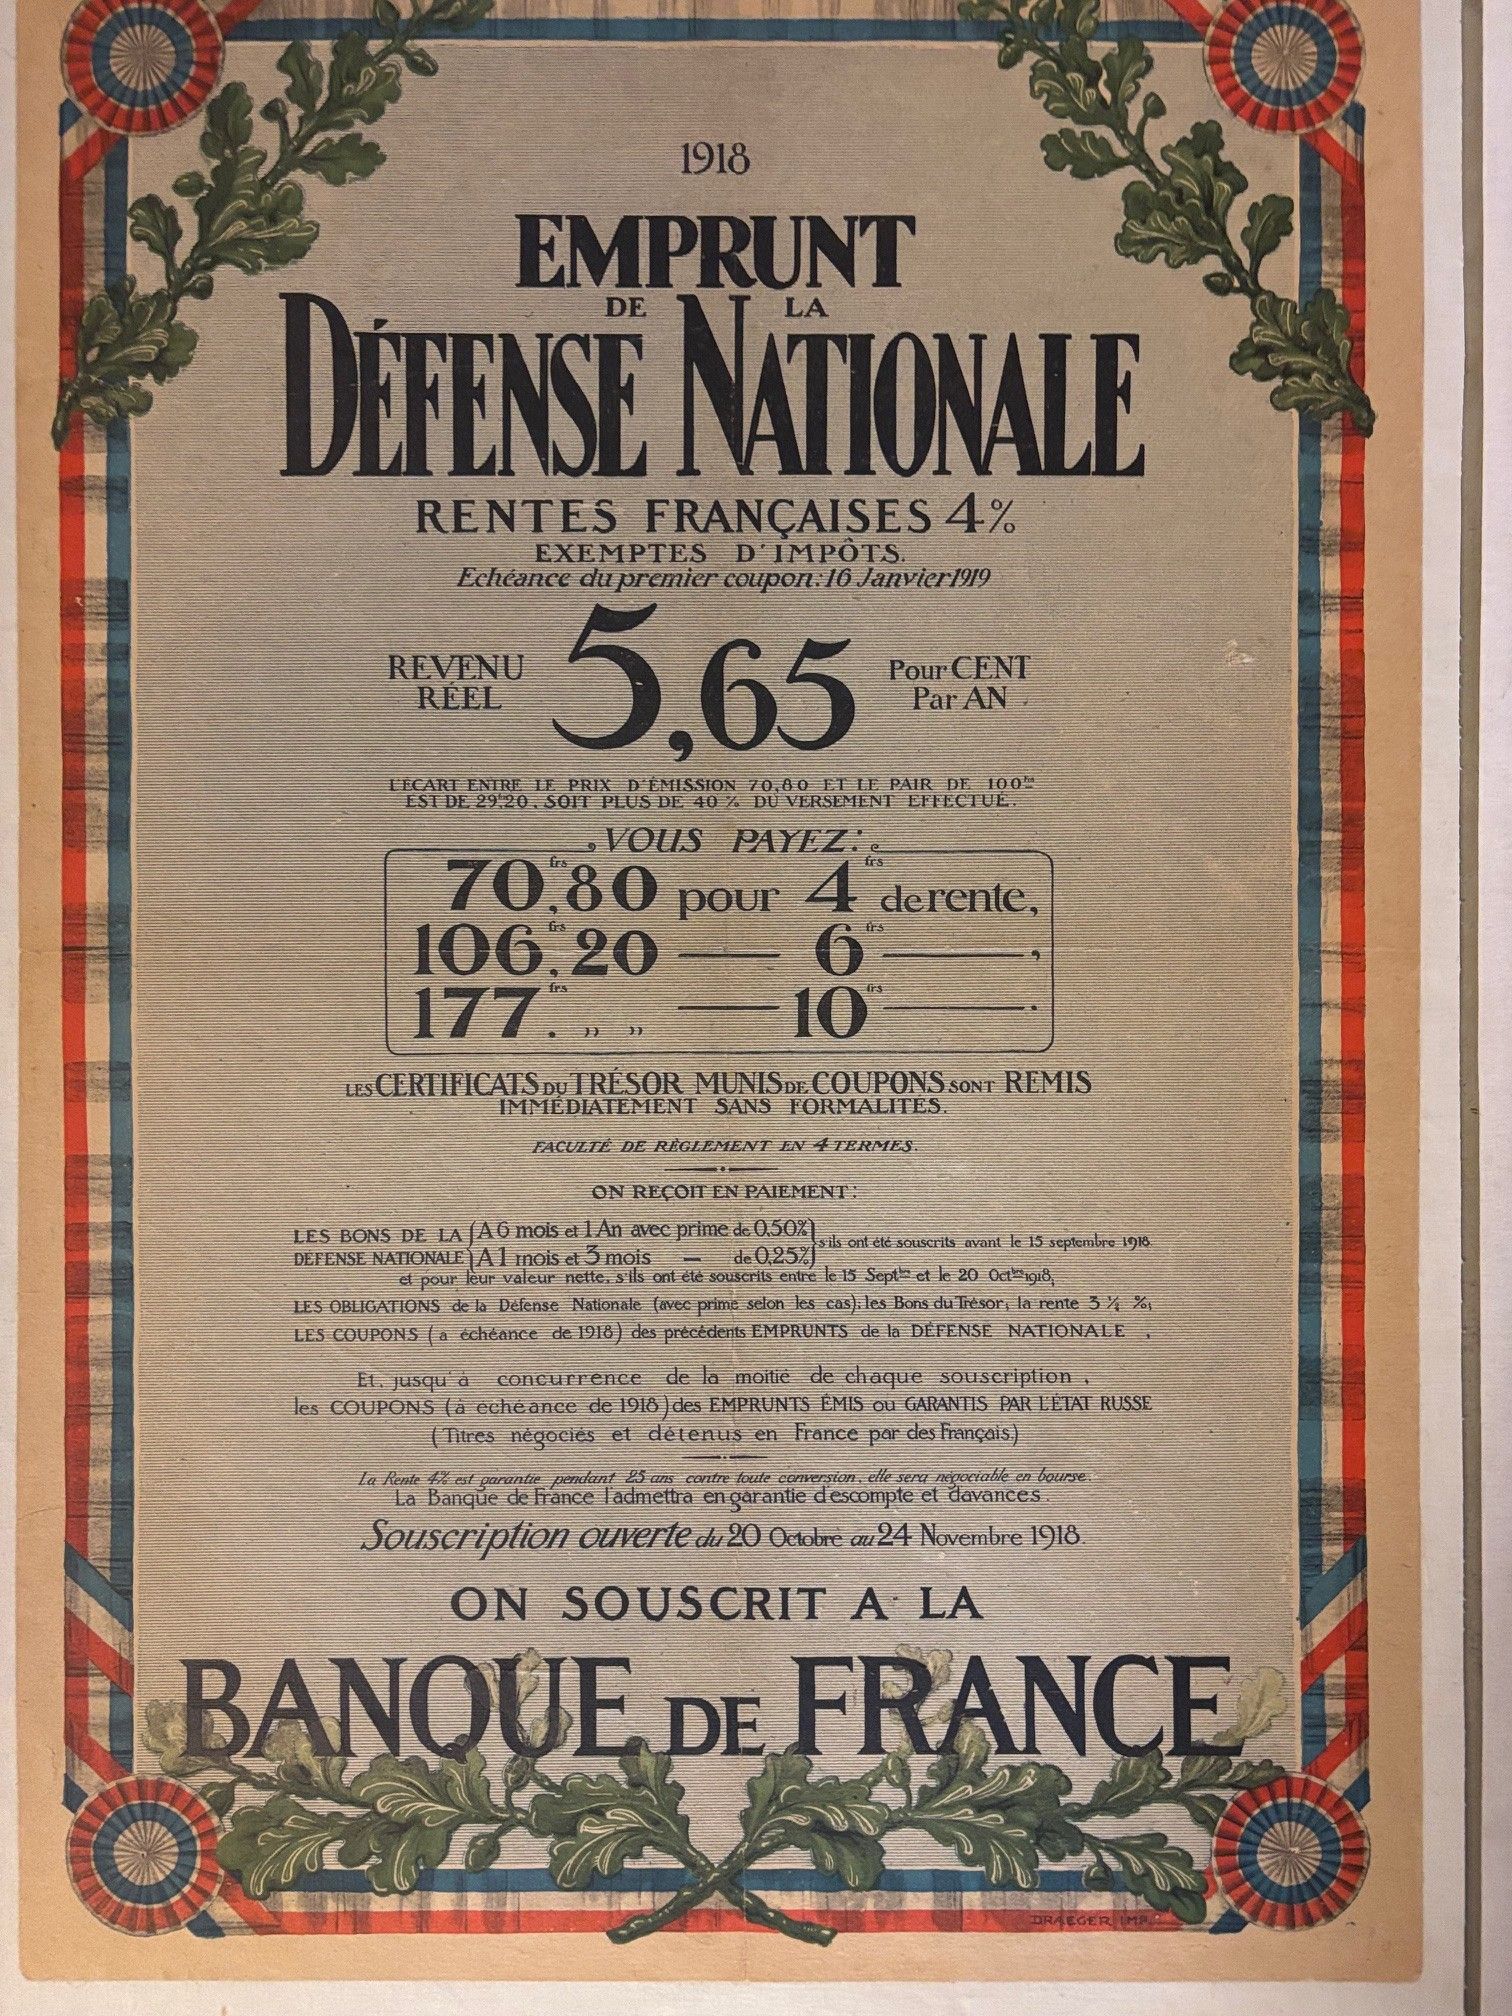 1918
EMPRUNT
DE LA
DÉFENSE NATIONALE
RENTES FRANÇAISES 4%
EXEMPTES D'IMPÔTS.
Echéance du premier coupon: 16 Janvier 1919
REVENU RÉEL 5,65 Pour CENT Par AN
L'ÉCART ENTRE LE PRIX D'ÉMISSION 70,80 ET LE PAIR DE 100frs
EST DE 29f20, SOIT PLUS DE 40% DU VERSEMENT EFFECTUÉ.
VOUS PAYEZ:
70frs,80 pour 4frs de rente,
106frs,20 — 6frs — ,
177frs. ,, ,, — 10frs — .
LES CERTIFICATS DU TRÉSOR MUNIS DE COUPONS SONT REMIS
IMMÉDIATEMENT SANS FORMALITÉS.
FACULTÉ DE RÈGLEMENT EN 4 TERMES.
ON REÇOIT EN PAIEMENT:
LES BONS DE LA { A 6 mois et 1 An avec prime de 0,50% } s'ils ont été souscrits avant le 15 septembre 1918
DÉFENSE NATIONALE { A 1 mois et 3 mois — de 0,25% }
et pour leur valeur nette, s'ils ont été souscrits entre le 15 Septbre et le 20 Octbre 1918,
LES OBLIGATIONS de la Défense Nationale (avec prime selon les cas); les Bons du Trésor; la rente 3 ½ %;
LES COUPONS (à échéance de 1918) des précédents EMPRUNTS de la DÉFENSE NATIONALE .
Et, jusqu'à concurrence de la moitié de chaque souscription ,
les COUPONS (à echéance de 1918) des EMPRUNTS ÉMIS ou GARANTIS PAR L'ÉTAT RUSSE
(Titres négociés et détenus en France par des Français.)
La Rente 4% est garantie pendant 25 ans contre toute conversion, elle sera négociable en bourse.
La Banque de France l'admettra en garantie d'escompte et d'avances.
Souscription ouverte du 20 Octobre au 24 Novembre 1918.
ON SOUSCRIT A LA
BANQUE DE FRANCE
DRAEGER IMP.